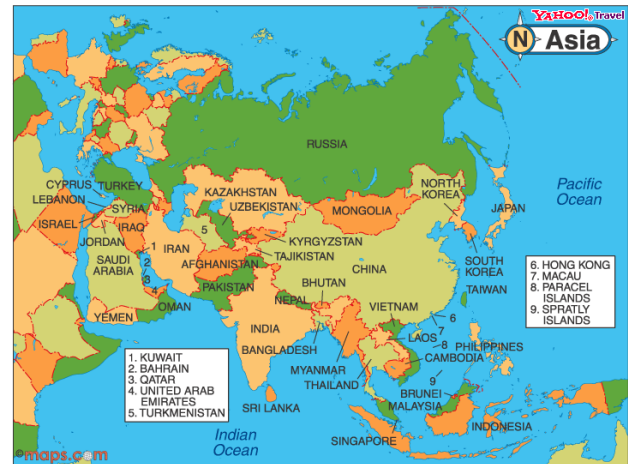 YAHOO! Travel
N Asia
RUSSIA
Pacific
Ocean
CYPRUS
TURKEY
LEBANON
SYRIA
ISRAEL
IRAQ
JORDAN
SAUDI
ARABIA
1
2
3
4
YEMEN
OMAN
IRAN
KAZAKHSTAN
UZBEKISTAN
5
KYRGYZSTAN
TAJIKISTAN
AFGHANISTAN
PAKISTAN
MONGOLIA
NORTH
KOREA
JAPAN
SOUTH
KOREA
CHINA
TAIWAN
BHUTAN
NEPAL
INDIA
BANGLADESH
MYANMAR
THAILAND
VIETNAM
LAOS
CAMBODIA
6
7
8
9
PHILIPPINES
BRUNEI
MALAYSIA
SINGAPORE
INDONESIA
SRI LANKA
6. HONG KONG
7. MACAU
8. PARACEL
ISLANDS
9. SPRATLY
ISLANDS
1. KUWAIT
2. BAHRAIN
3. QATAR
4. UNITED ARAB
EMIRATES
5. TURKMENISTAN
Indian
Ocean
©maps.com